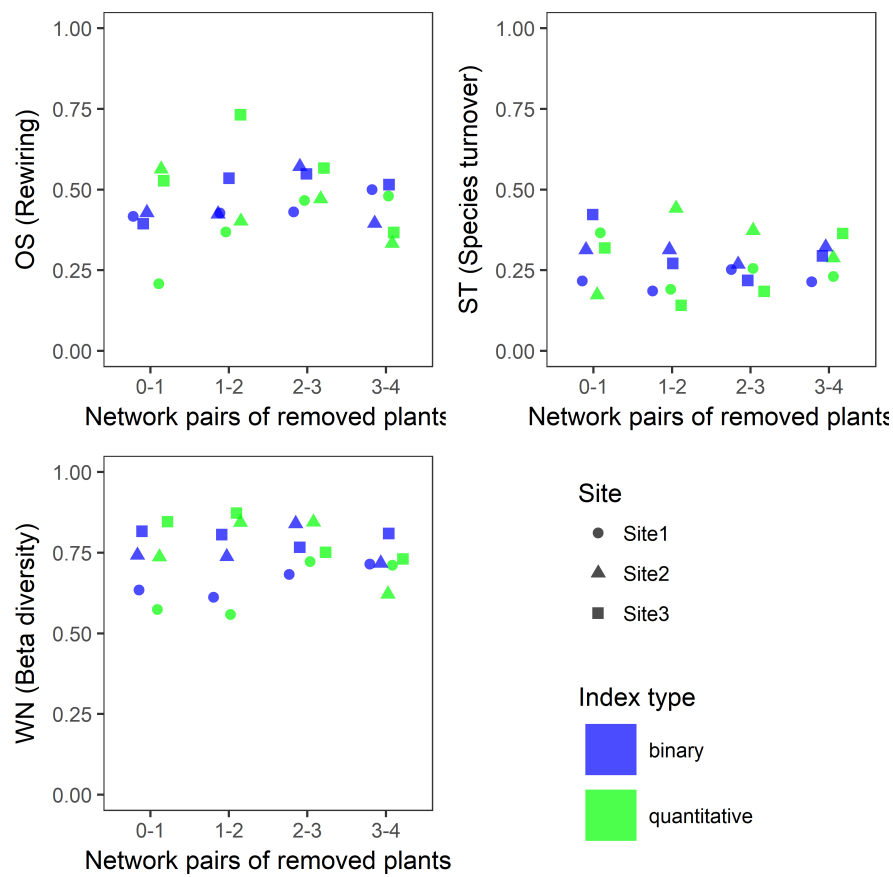 OS (Rewiring)
1.00
0.75
0.50
0.25
0.00
0-1 1-2 2-3 3-4
Network pairs of removed plants
ST (Species turnover)
1.00
0.75
0.50
0.25
0.00
0-1 1-2 2-3 3-4
Network pairs of removed plants
WN (Beta diversity)
1.00
0.75
0.50
0.25
0.00
0-1 1-2 2-3 3-4
Network pairs of removed plants
Site
Site1
Site2
Site3
Index type
binary
quantitative